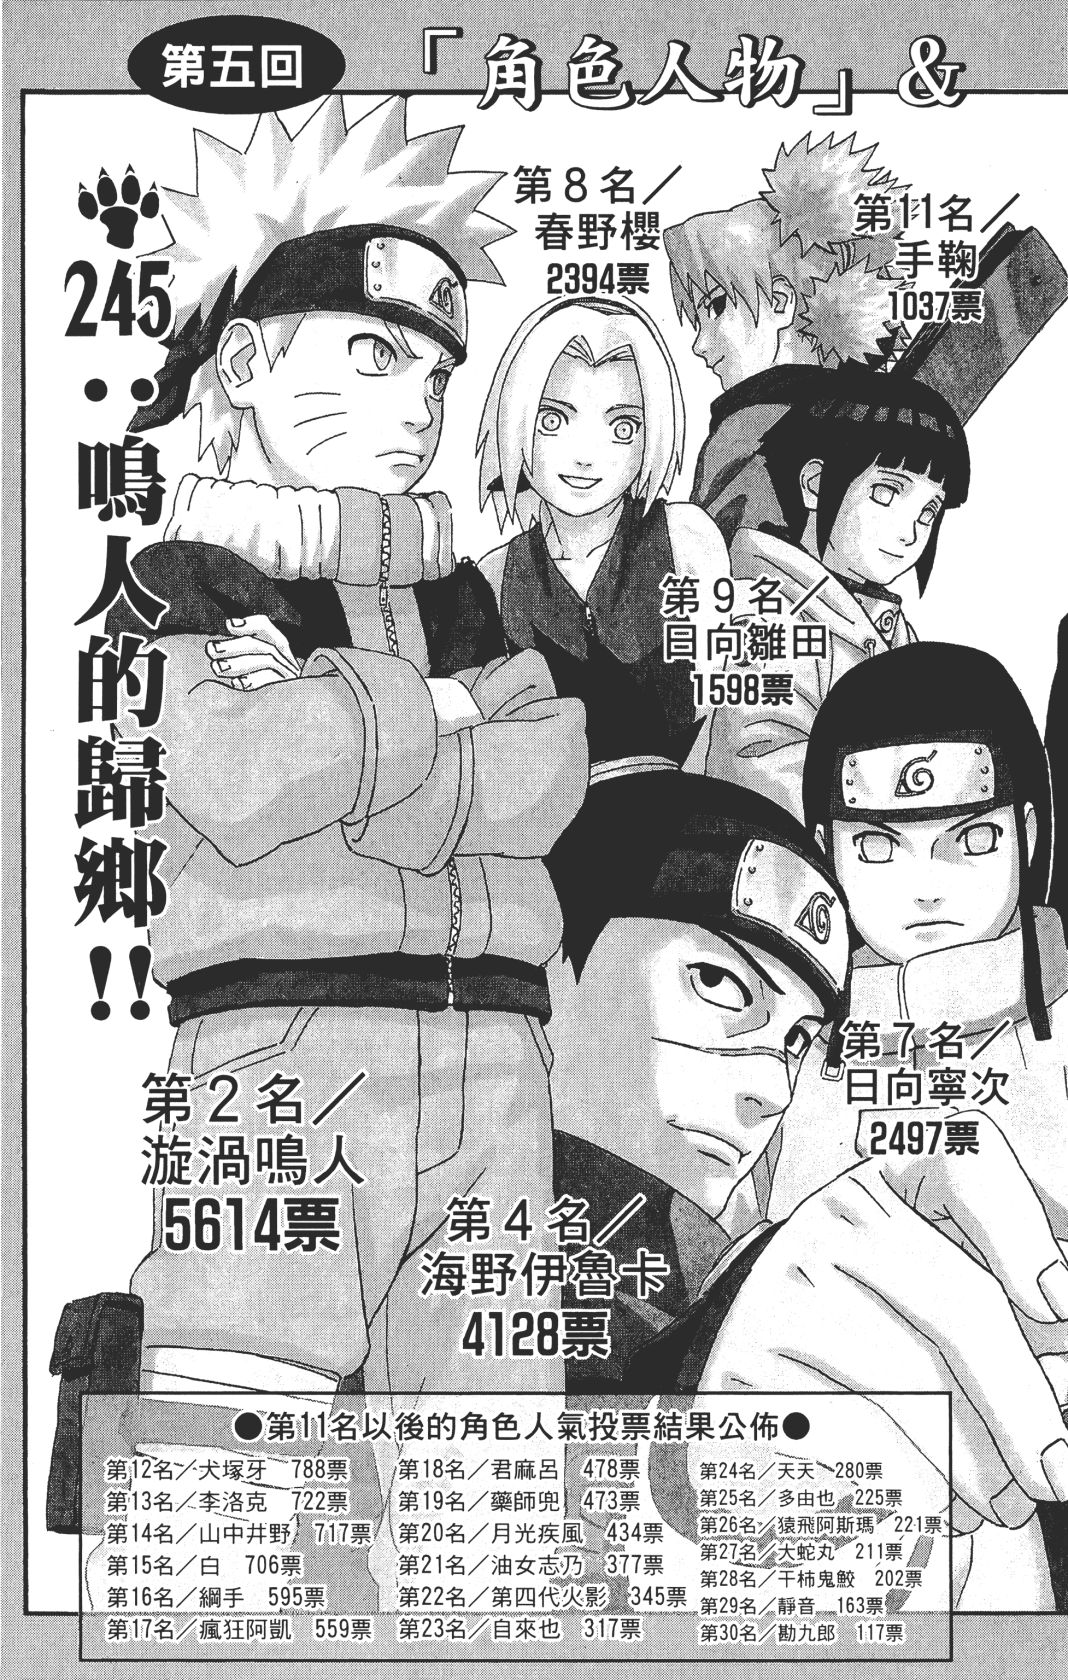 第五回
「角色人物」&
245：鳴人的歸鄉!!
第8名／
春野櫻
2394票
第11名／
手鞠
1037票
第9名／
日向雛田
1598票
第7名／
日向寧次
2497票
第2名／
漩渦鳴人
5614票
第4名／
海野伊魯卡
4128票
●第11名以後的角色人氣投票結果公佈●
第12名／犬塚牙　788票
第13名／李洛克　722票
第14名／山中井野　717票
第15名／白　706票
第16名／綱手　595票
第17名／瘋狂阿凱　559票
第18名／君麻呂　478票
第19名／藥師兜　473票
第20名／月光疾風　434票
第21名／油女志乃　377票
第22名／第四代火影　345票
第23名／自來也　317票
第24名／天天　280票
第25名／多由也　225票
第26名／猿飛阿斯瑪　221票
第27名／大蛇丸　211票
第28名／干柿鬼鮫　202票
第29名／靜音　163票
第30名／勘九郎　117票